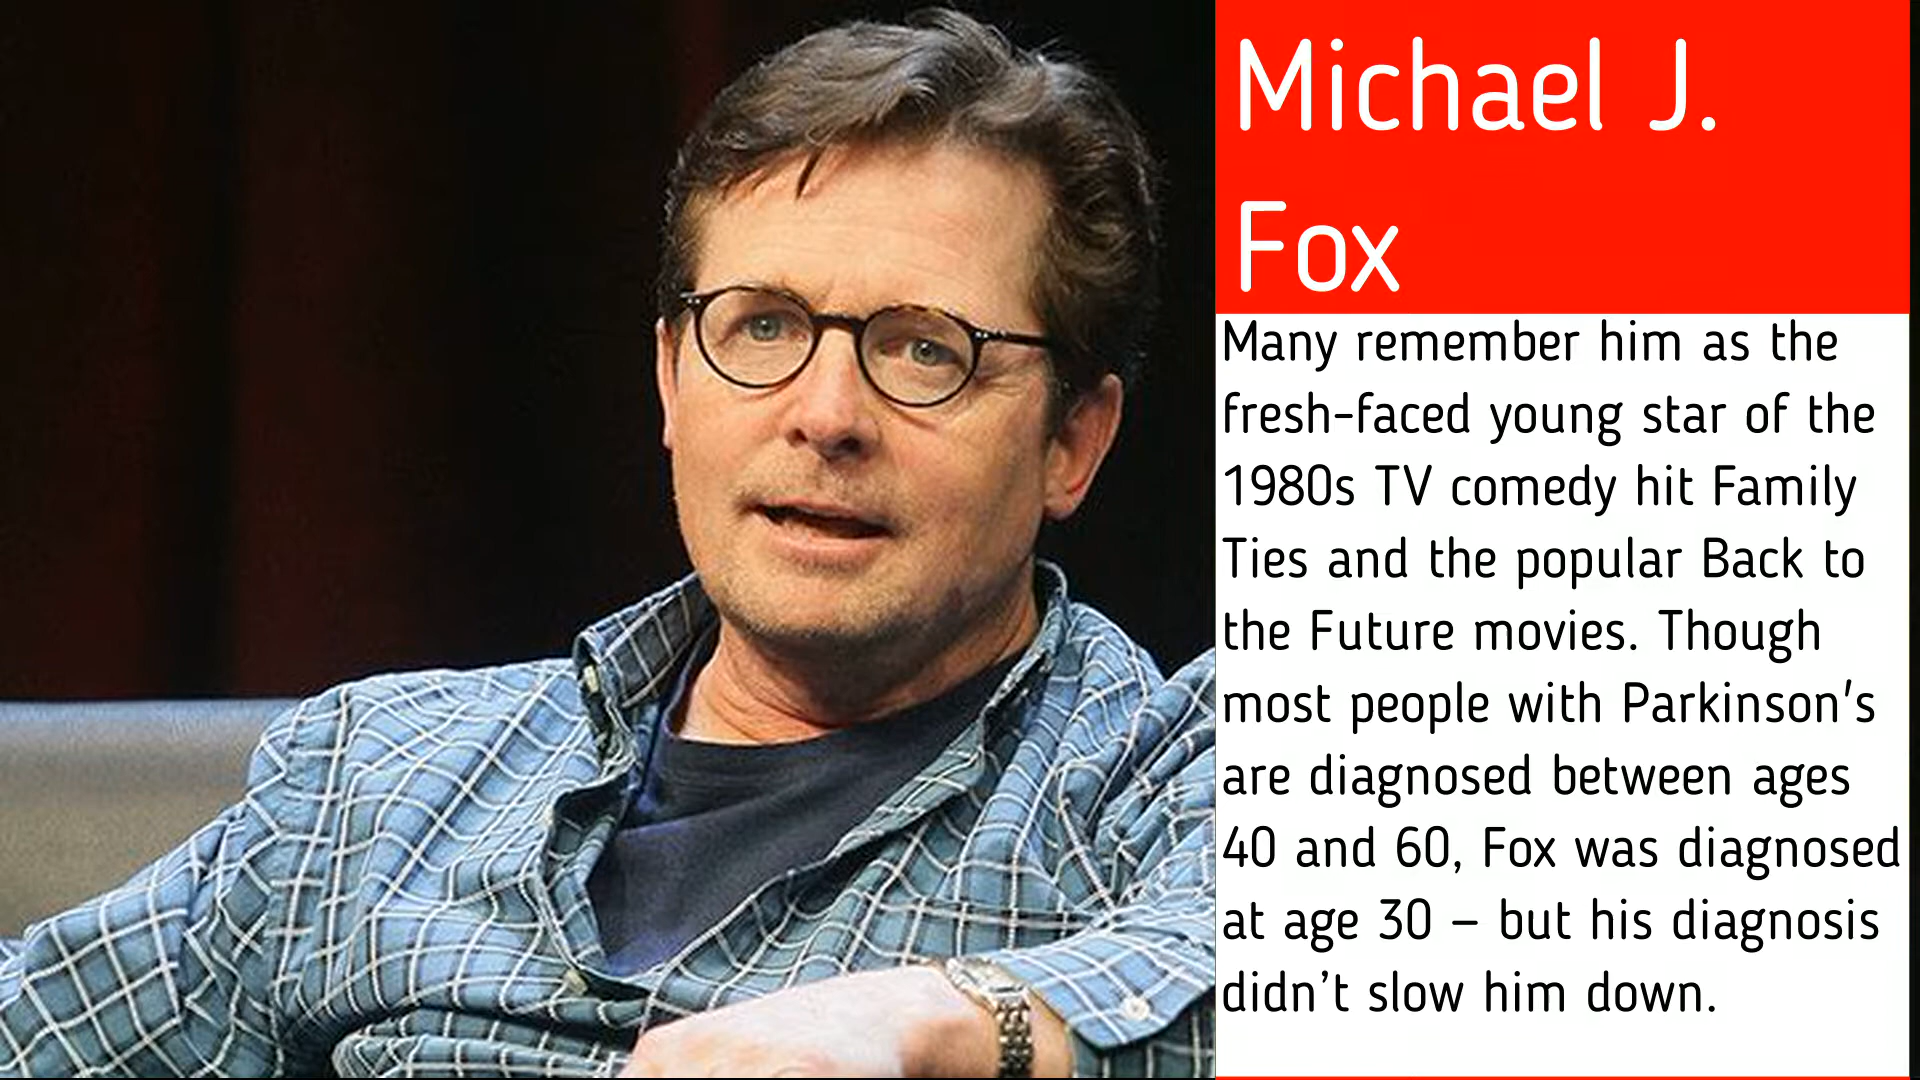 Michael J.
Fox
Many remember him as the
fresh-faced young star of the
1980s TV comedy hit Family
Ties and the popular Back to
the Future movies. Though
most people with Parkinson's
are diagnosed between ages
40 and 60, Fox was diagnosed
at age 30 – but his diagnosis
didn’t slow him down.